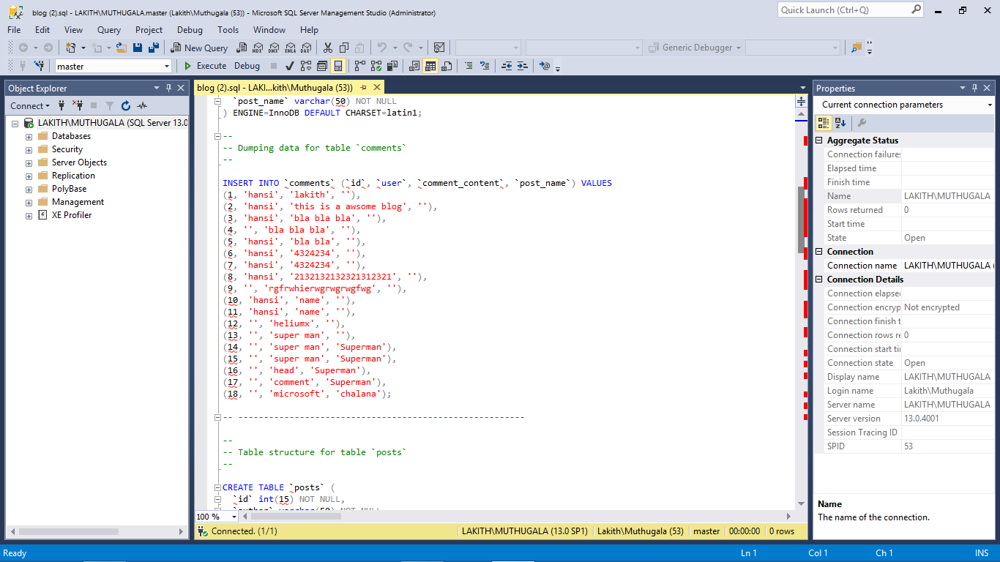 blog (2).sql - LAKITH\MUTHUGALA.master (Lakith\Muthugala (53)) - Microsoft SQL Server Management Studio (Administrator)
Quick Launch (Ctrl+Q)
File Edit View Query Project Debug Tools Window Help
New Query MDX DMX XMLA DAX Generic Debugger
master Execute Debug
Object Explorer
Connect
LAKITH\MUTHUGALA (SQL Server 13.0
Databases
Security
Server Objects
Replication
PolyBase
Management
XE Profiler
blog (2).sql - LAKI...kith\Muthugala (53))
`post_name` varchar(50) NOT NULL
) ENGINE=InnoDB DEFAULT CHARSET=latin1;
--
-- Dumping data for table `comments`
--
INSERT INTO `comments` (`id`, `user`, `comment_content`, `post_name`) VALUES
(1, 'hansi', 'lakith', ''),
(2, 'hansi', 'this is a awsome blog', ''),
(3, 'hansi', 'bla bla bla', ''),
(4, '', 'bla bla bla', ''),
(5, 'hansi', 'bla bla', ''),
(6, 'hansi', '4324234', ''),
(7, 'hansi', '4324234', ''),
(8, 'hansi', '2132132132321312321', ''),
(9, '', 'rgfrwhierwgrwgrwgfwg', ''),
(10, 'hansi', 'name', ''),
(11, 'hansi', 'name', ''),
(12, '', 'heliumx', ''),
(13, '', 'super man', ''),
(14, '', 'super man', 'Superman'),
(15, '', 'super man', 'Superman'),
(16, '', 'head', 'Superman'),
(17, '', 'comment', 'Superman'),
(18, '', 'microsoft', 'chalana');
-- --------------------------------------------------------
--
-- Table structure for table `posts`
--
CREATE TABLE `posts` (
`id` int(15) NOT NULL,
`author` varchar(50) NOT NULL
100 %
Connected. (1/1) LAKITH\MUTHUGALA (13.0 SP1) Lakith\Muthugala (53) master 00:00:00 0 rows
Properties
Current connection parameters
Aggregate Status
Connection failures
Elapsed time
Finish time
Name LAKITH\MUTHUGALA
Rows returned 0
Start time
State Open
Connection
Connection name LAKITH\MUTHUGALA (
Connection Details
Connection elapsed
Connection encryp Not encrypted
Connection finish t
Connection rows re 0
Connection start ti
Connection state Open
Display name LAKITH\MUTHUGALA
Login name Lakith\Muthugala
Server name LAKITH\MUTHUGALA
Server version 13.0.4001
Session Tracing ID
SPID 53
Name
The name of the connection.
Ready Ln 1 Col 1 Ch 1 INS